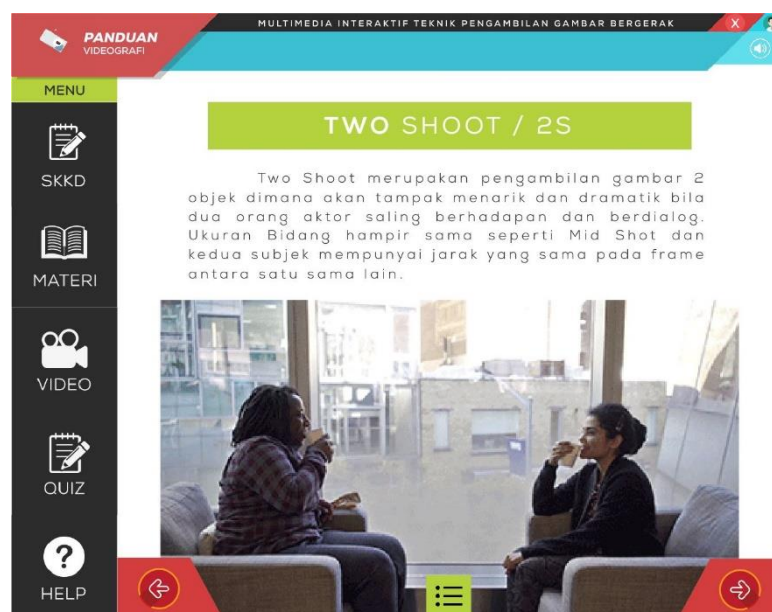 MULTIMEDIA INTERAKTIF TEKNIK PENGAMBILAN GAMBAR BERGERAK
X
PANDUAN
VIDEOGRAFI
MENU
SKKD
MATERI
VIDEO
QUIZ
HELP
TWO SHOOT / 2S
Two Shoot merupakan pengambilan gambar 2
objek dimana akan tampak menarik dan dramatik bila
dua orang aktor saling berhadapan dan berdialog.
Ukuran Bidang hampir sama seperti Mid Shot dan
kedua subjek mempunyai jarak yang sama pada frame
antara satu sama lain.